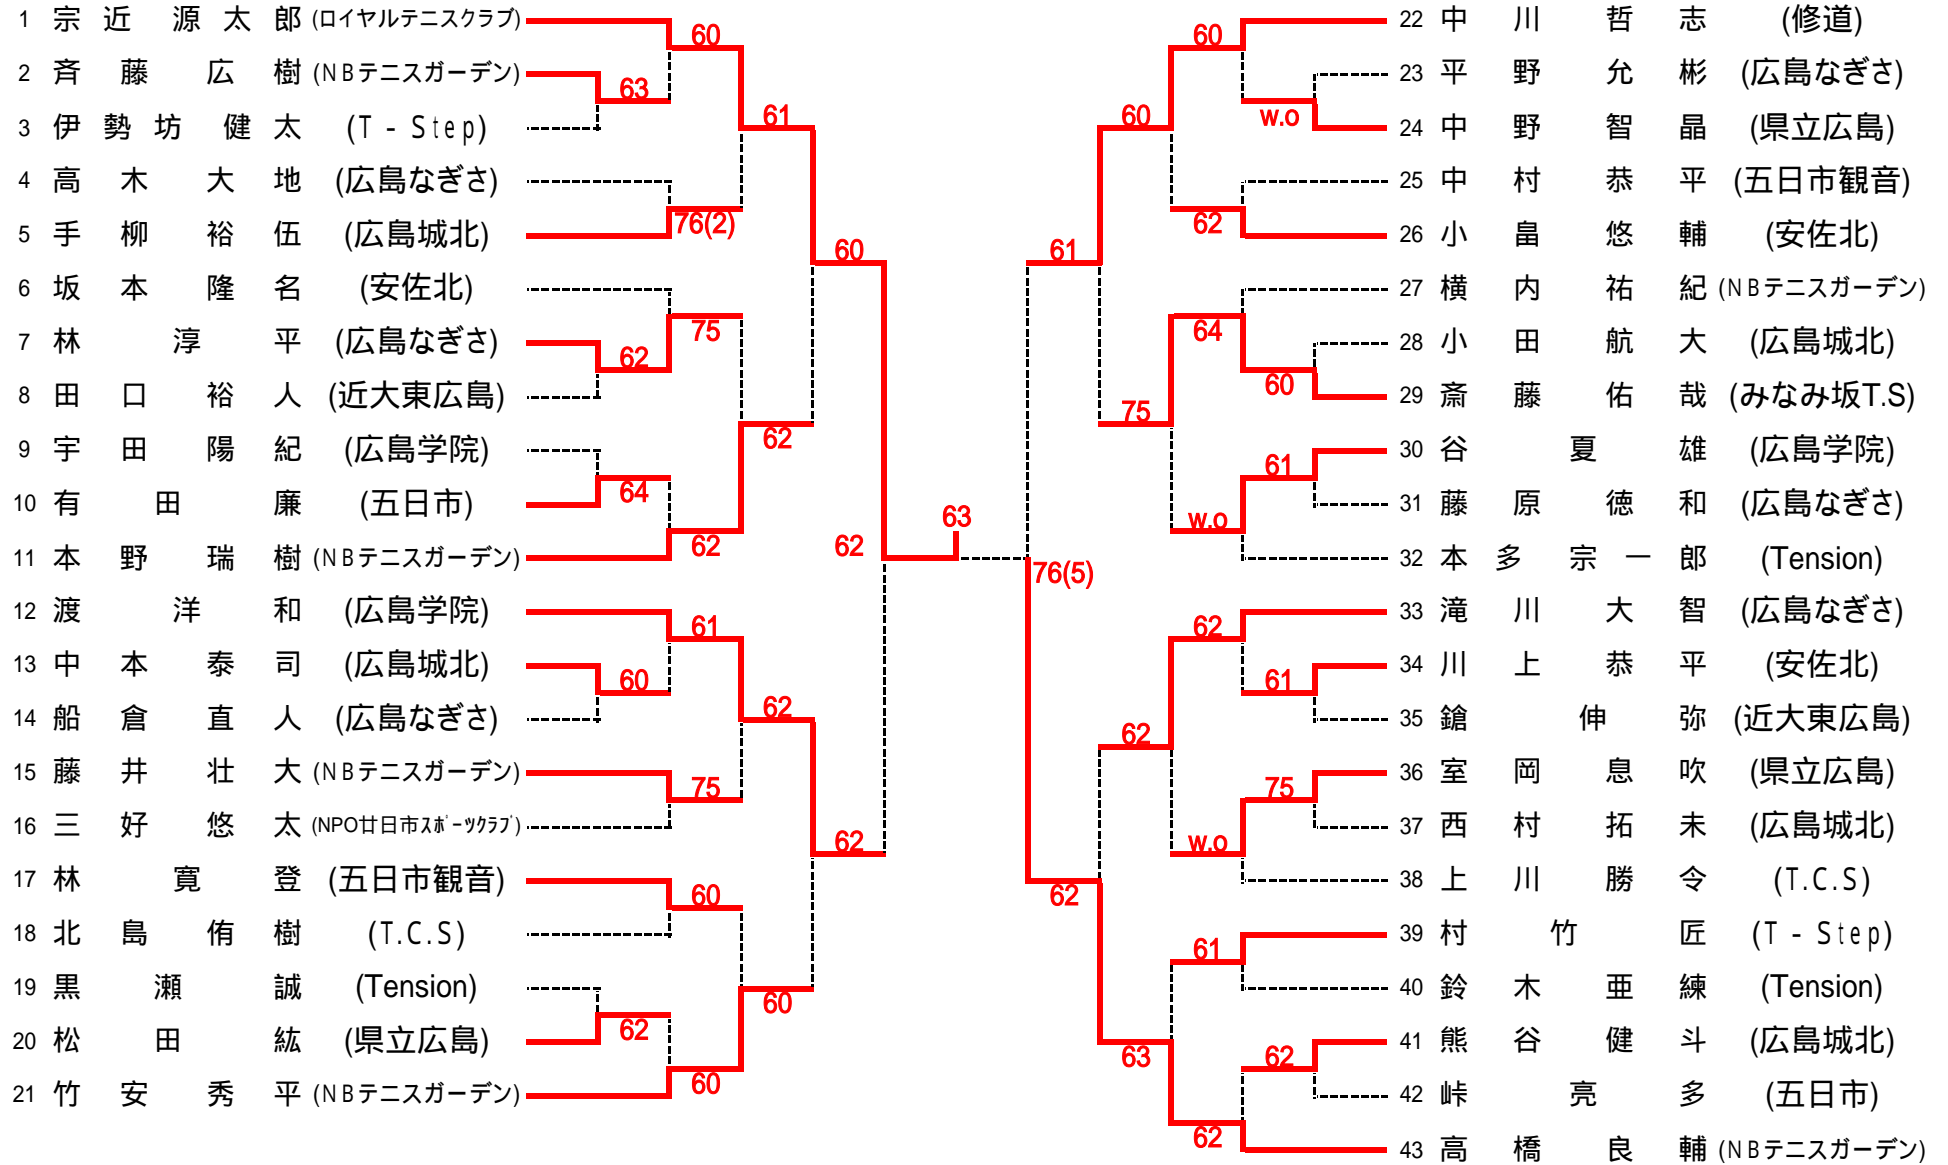 1 宗近源太郎 (ロイヤルテニスクラブ)
2 斉藤広樹 (NBテニスガーデン)
3 伊勢坊健太 (T-Step)
4 高木大地 (広島なぎさ)
5 手柳裕伍 (広島城北)
6 坂本隆名 (安佐北)
7 林淳平 (広島なぎさ)
8 田口裕人 (近大東広島)
9 宇田陽紀 (広島学院)
10 有田廉 (五日市)
11 本野瑞樹 (NBテニスガーデン)
12 渡洋和 (広島学院)
13 中本泰司 (広島城北)
14 船倉直人 (広島なぎさ)
15 藤井壮大 (NBテニスガーデン)
16 三好悠太 (NPO廿日市スポーツクラブ)
17 林寛登 (五日市観音)
18 北島侑樹 (T.C.S)
19 黒瀬誠 (Tension)
20 松田紘 (県立広島)
21 竹安秀平 (NBテニスガーデン)
63
62
64
60
62
60
76(2)
75
62
61
75
60
60
61
62
62
60
60
62
62
63
76(5)
61
62
60
75
62
63
60
62
64
w.o
62
w.o
61
62
w.o
60
61
61
75
62
22 中川哲志 (修道)
23 平野允彬 (広島なぎさ)
24 中野智晶 (県立広島)
25 中村恭平 (五日市観音)
26 小畠悠輔 (安佐北)
27 横内祐紀 (NBテニスガーデン)
28 小田航大 (広島城北)
29 斎藤佑哉 (みなみ坂T.S)
30 谷夏雄 (広島学院)
31 藤原徳和 (広島なぎさ)
32 本多宗一郎 (Tension)
33 滝川大智 (広島なぎさ)
34 川上恭平 (安佐北)
35 鎗伸弥 (近大東広島)
36 室岡息吹 (県立広島)
37 西村拓未 (広島城北)
38 上川勝令 (T.C.S)
39 村竹匠 (T-Step)
40 鈴木亜練 (Tension)
41 熊谷健斗 (広島城北)
42 峠亮多 (五日市)
43 高橋良輔 (NBテニスガーデン)